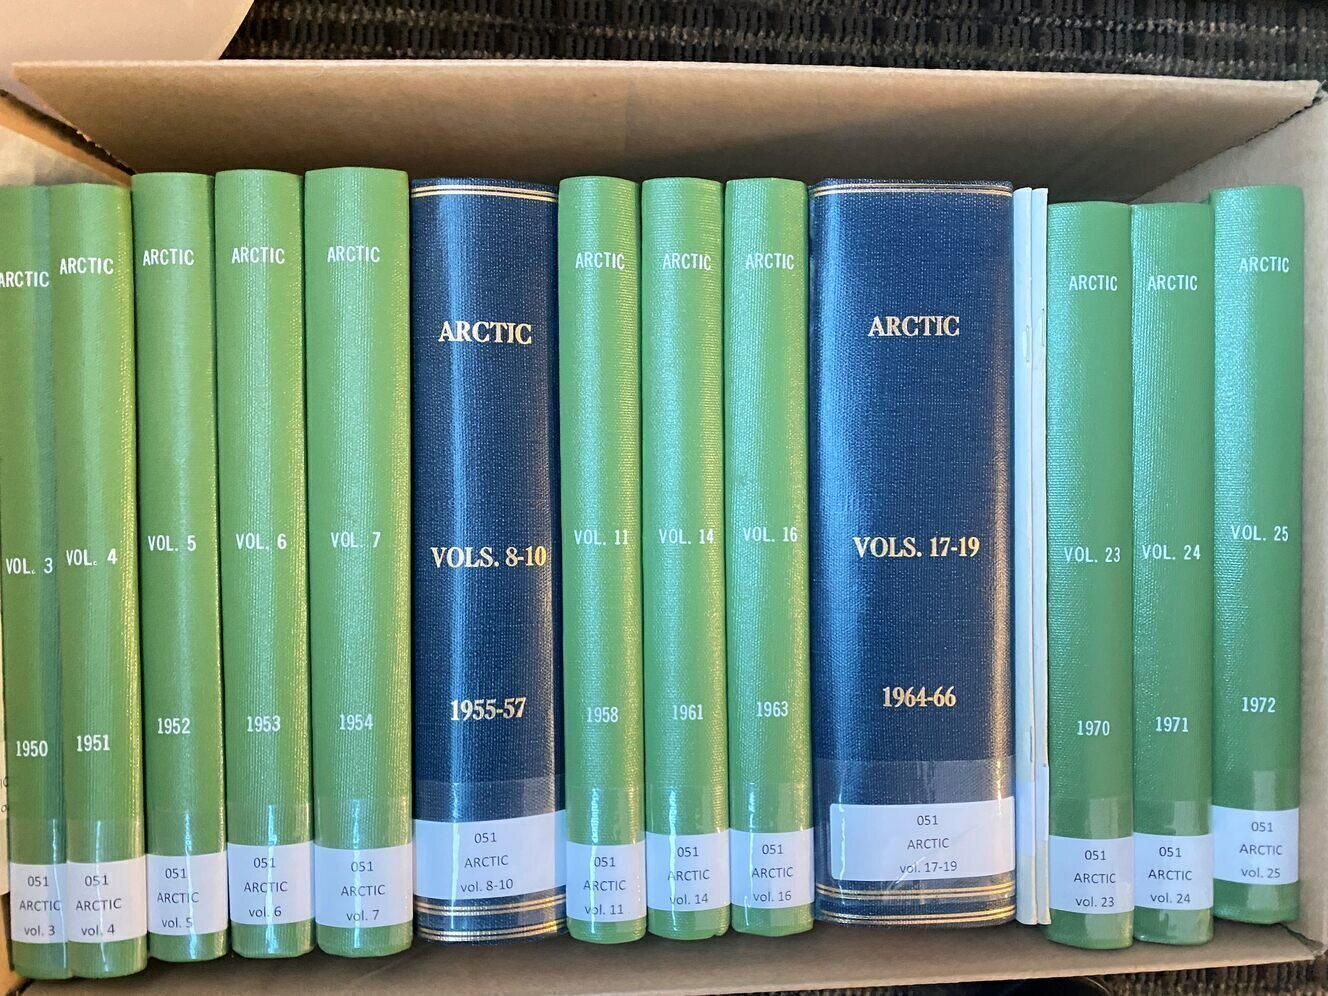 ARCTIC
VOL. 3
1950
051
ARCTIC
vol. 3
ARCTIC
VOL. 4
1951
051
ARCTIC
vol. 4
ARCTIC
VOL. 5
1952
051
ARCTIC
vol. 5
ARCTIC
VOL. 6
1953
051
ARCTIC
vol. 6
ARCTIC
VOL. 7
1954
051
ARCTIC
vol. 7
ARCTIC
VOLS. 8-10
1955-57
051
ARCTIC
vol. 8-10
ARCTIC
VOL. 11
1958
051
ARCTIC
vol. 11
ARCTIC
VOL. 14
1961
051
ARCTIC
vol. 14
ARCTIC
VOL. 16
1963
051
ARCTIC
vol. 16
ARCTIC
VOLS. 17-19
1964-66
051
ARCTIC
vol. 17-19
ARCTIC
VOL. 23
1970
051
ARCTIC
vol. 23
ARCTIC
VOL. 24
1971
051
ARCTIC
vol. 24
ARCTIC
VOL. 25
1972
051
ARCTIC
vol. 25